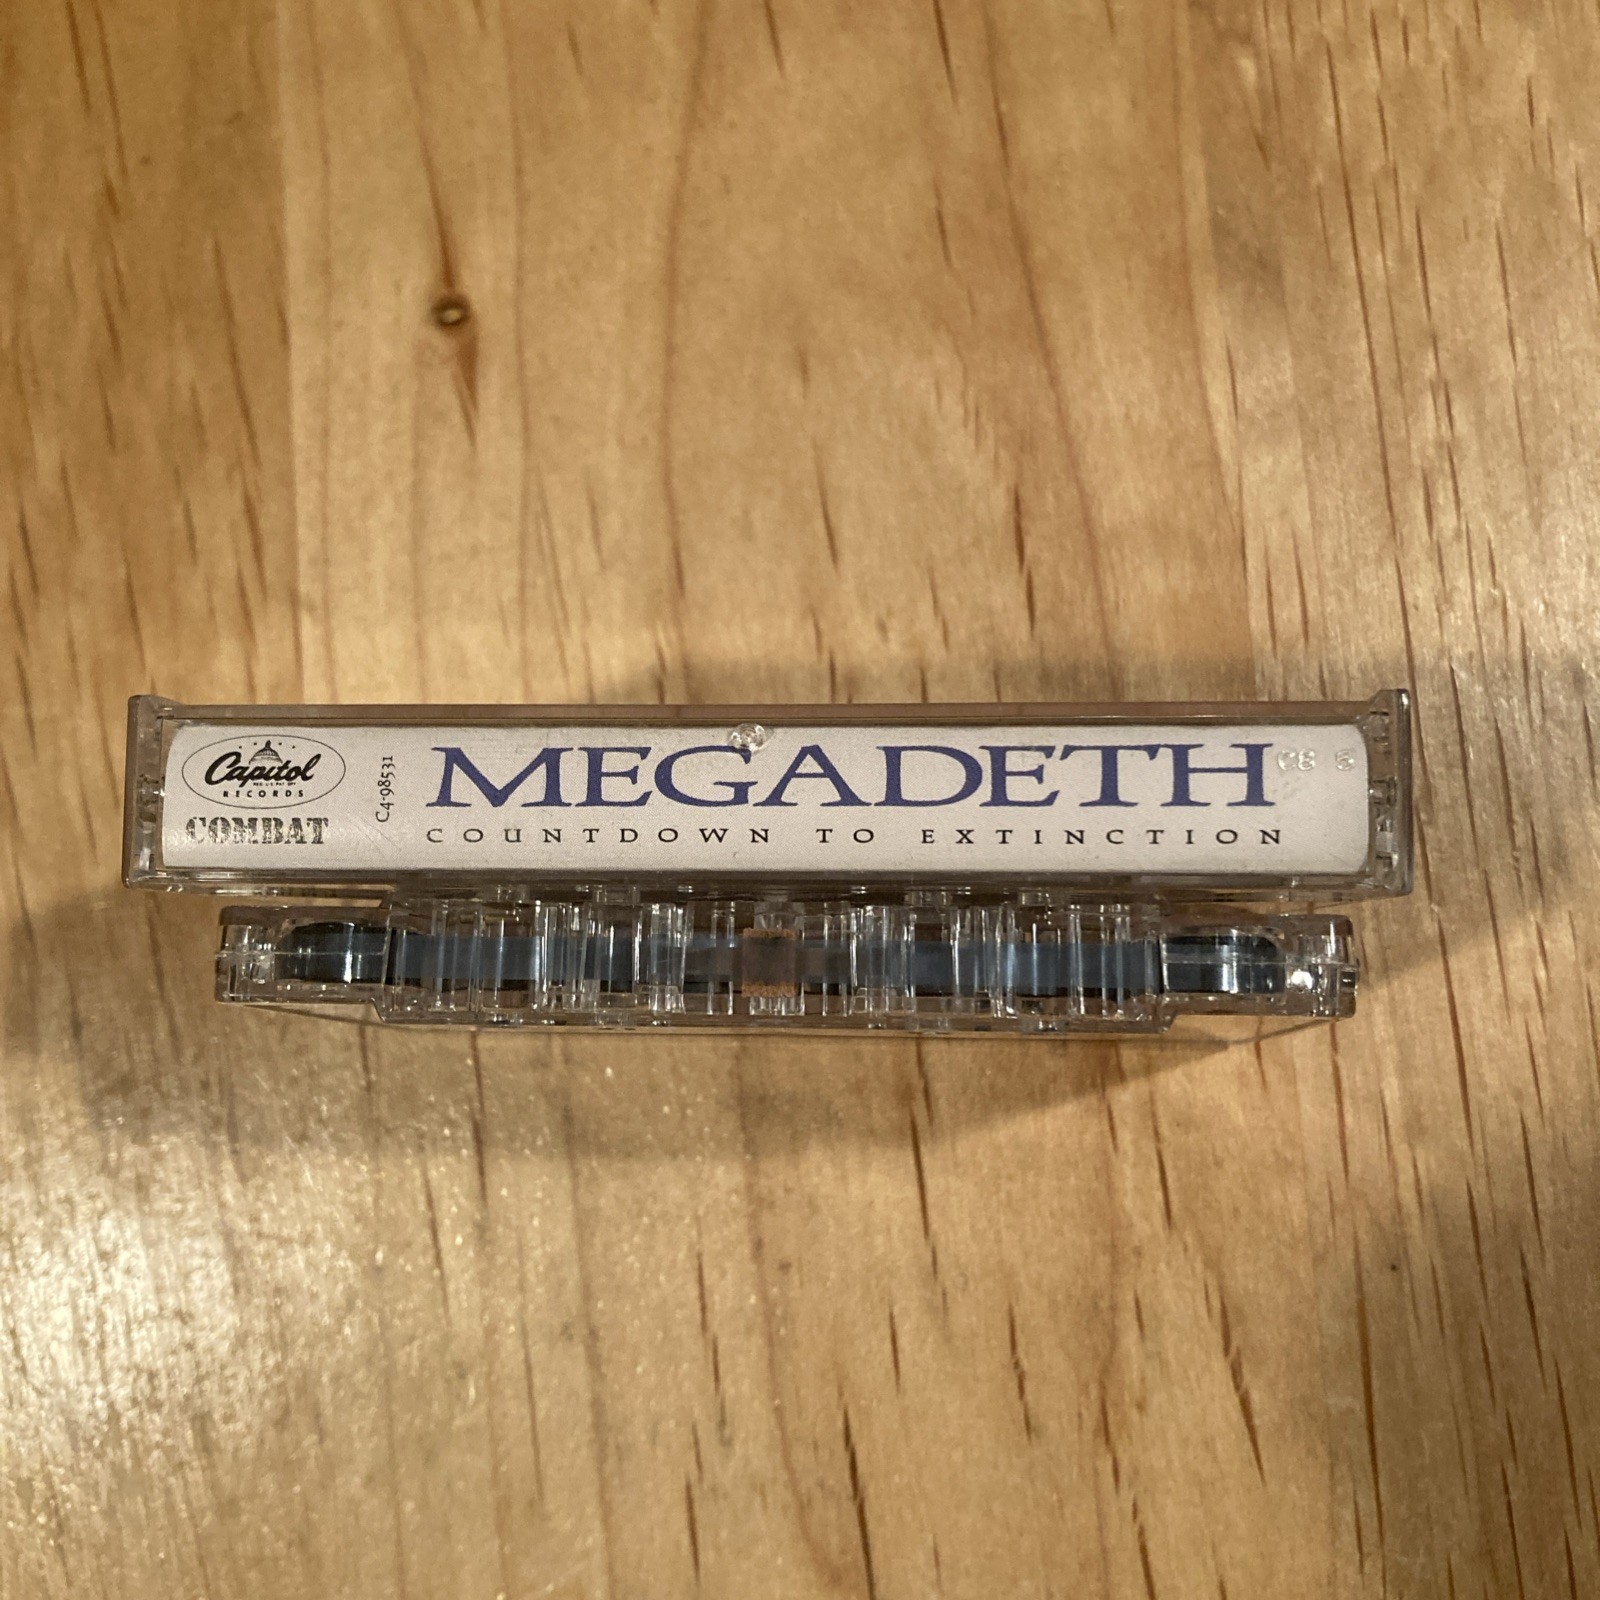 Capitol
RECORDS
COMBAT
C4-98531
MEGADETH
COUNTDOWN TO EXTINCTION